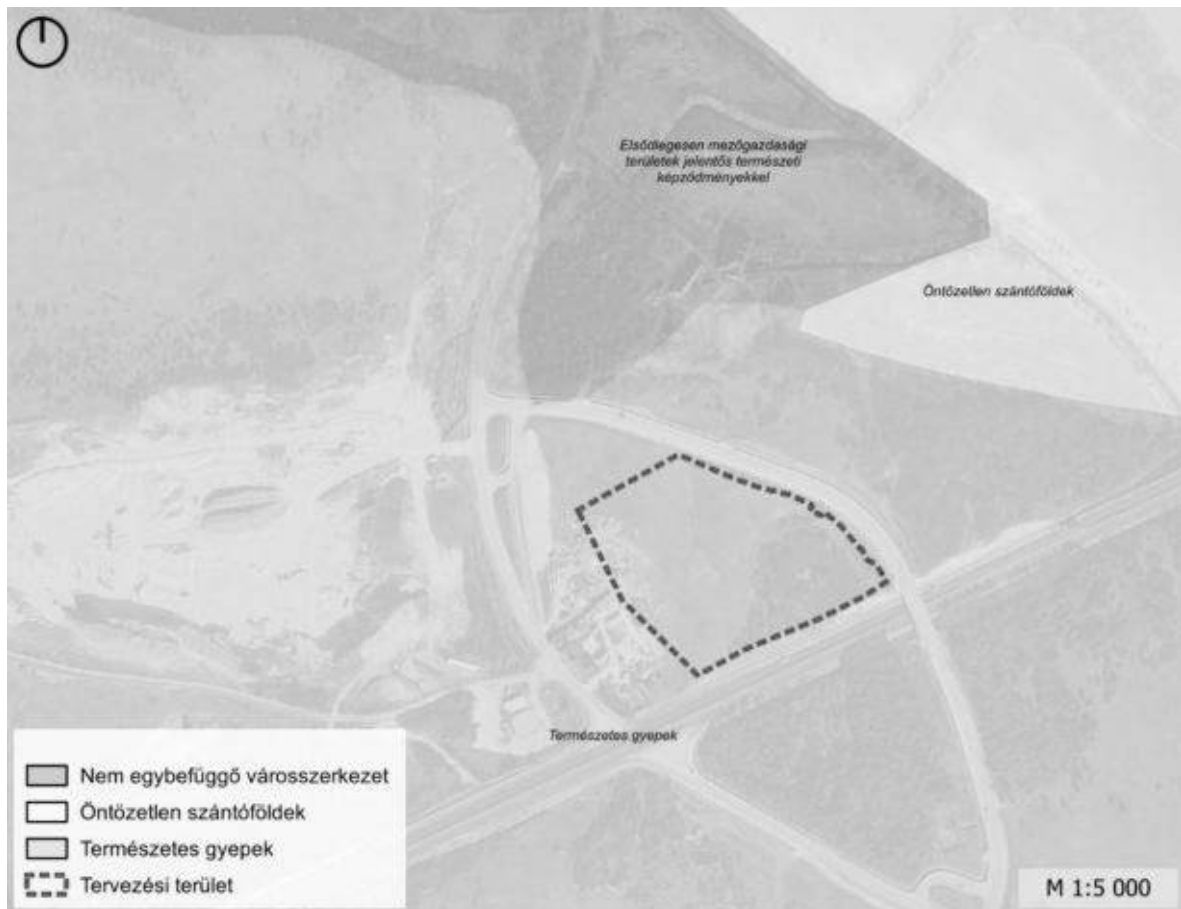 Elsődlegesen mezőgazdasági
területek jelentős természeti
képződményekkel
Öntözetlen szántóföldek
Természetes gyepek
Nem egybefüggő városszerkezet
Öntözetlen szántóföldek
Természetes gyepek
Tervezési terület
M 1:5 000